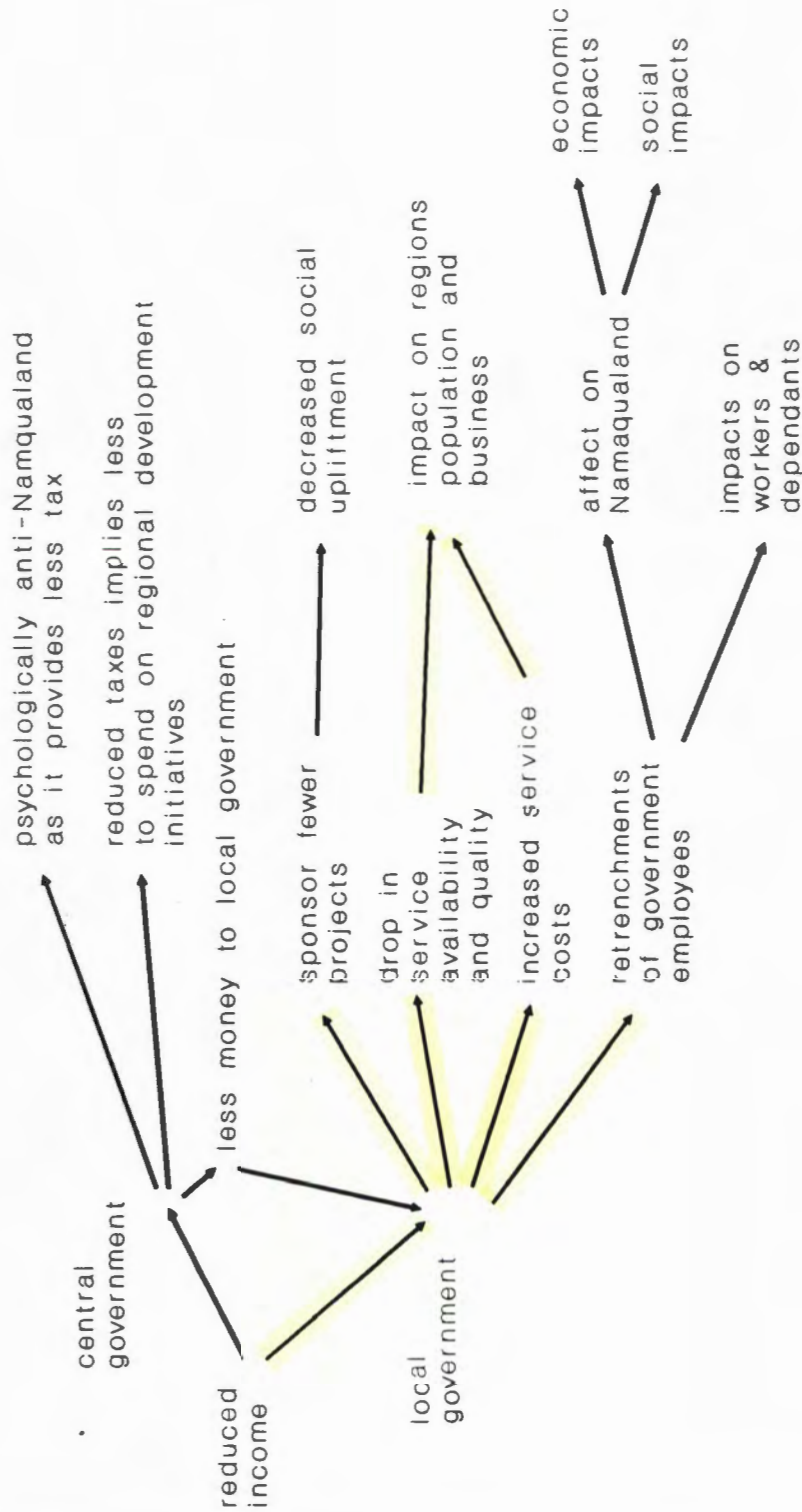 central
government
psychologically anti-Namqualand
as it provides less tax
reduced taxes implies less
to spend on regional development
initiatives
reduced
income
less money to local government
local
government
sponsor fewer
projects
decreased social
upliftment
drop in
service
availability
and quality
impact on regions
population and
business
increased service
costs
retrenchments
of government
employees
affect on
Namaqualand
economic
impacts
social
impacts
impacts on
workers &
dependants